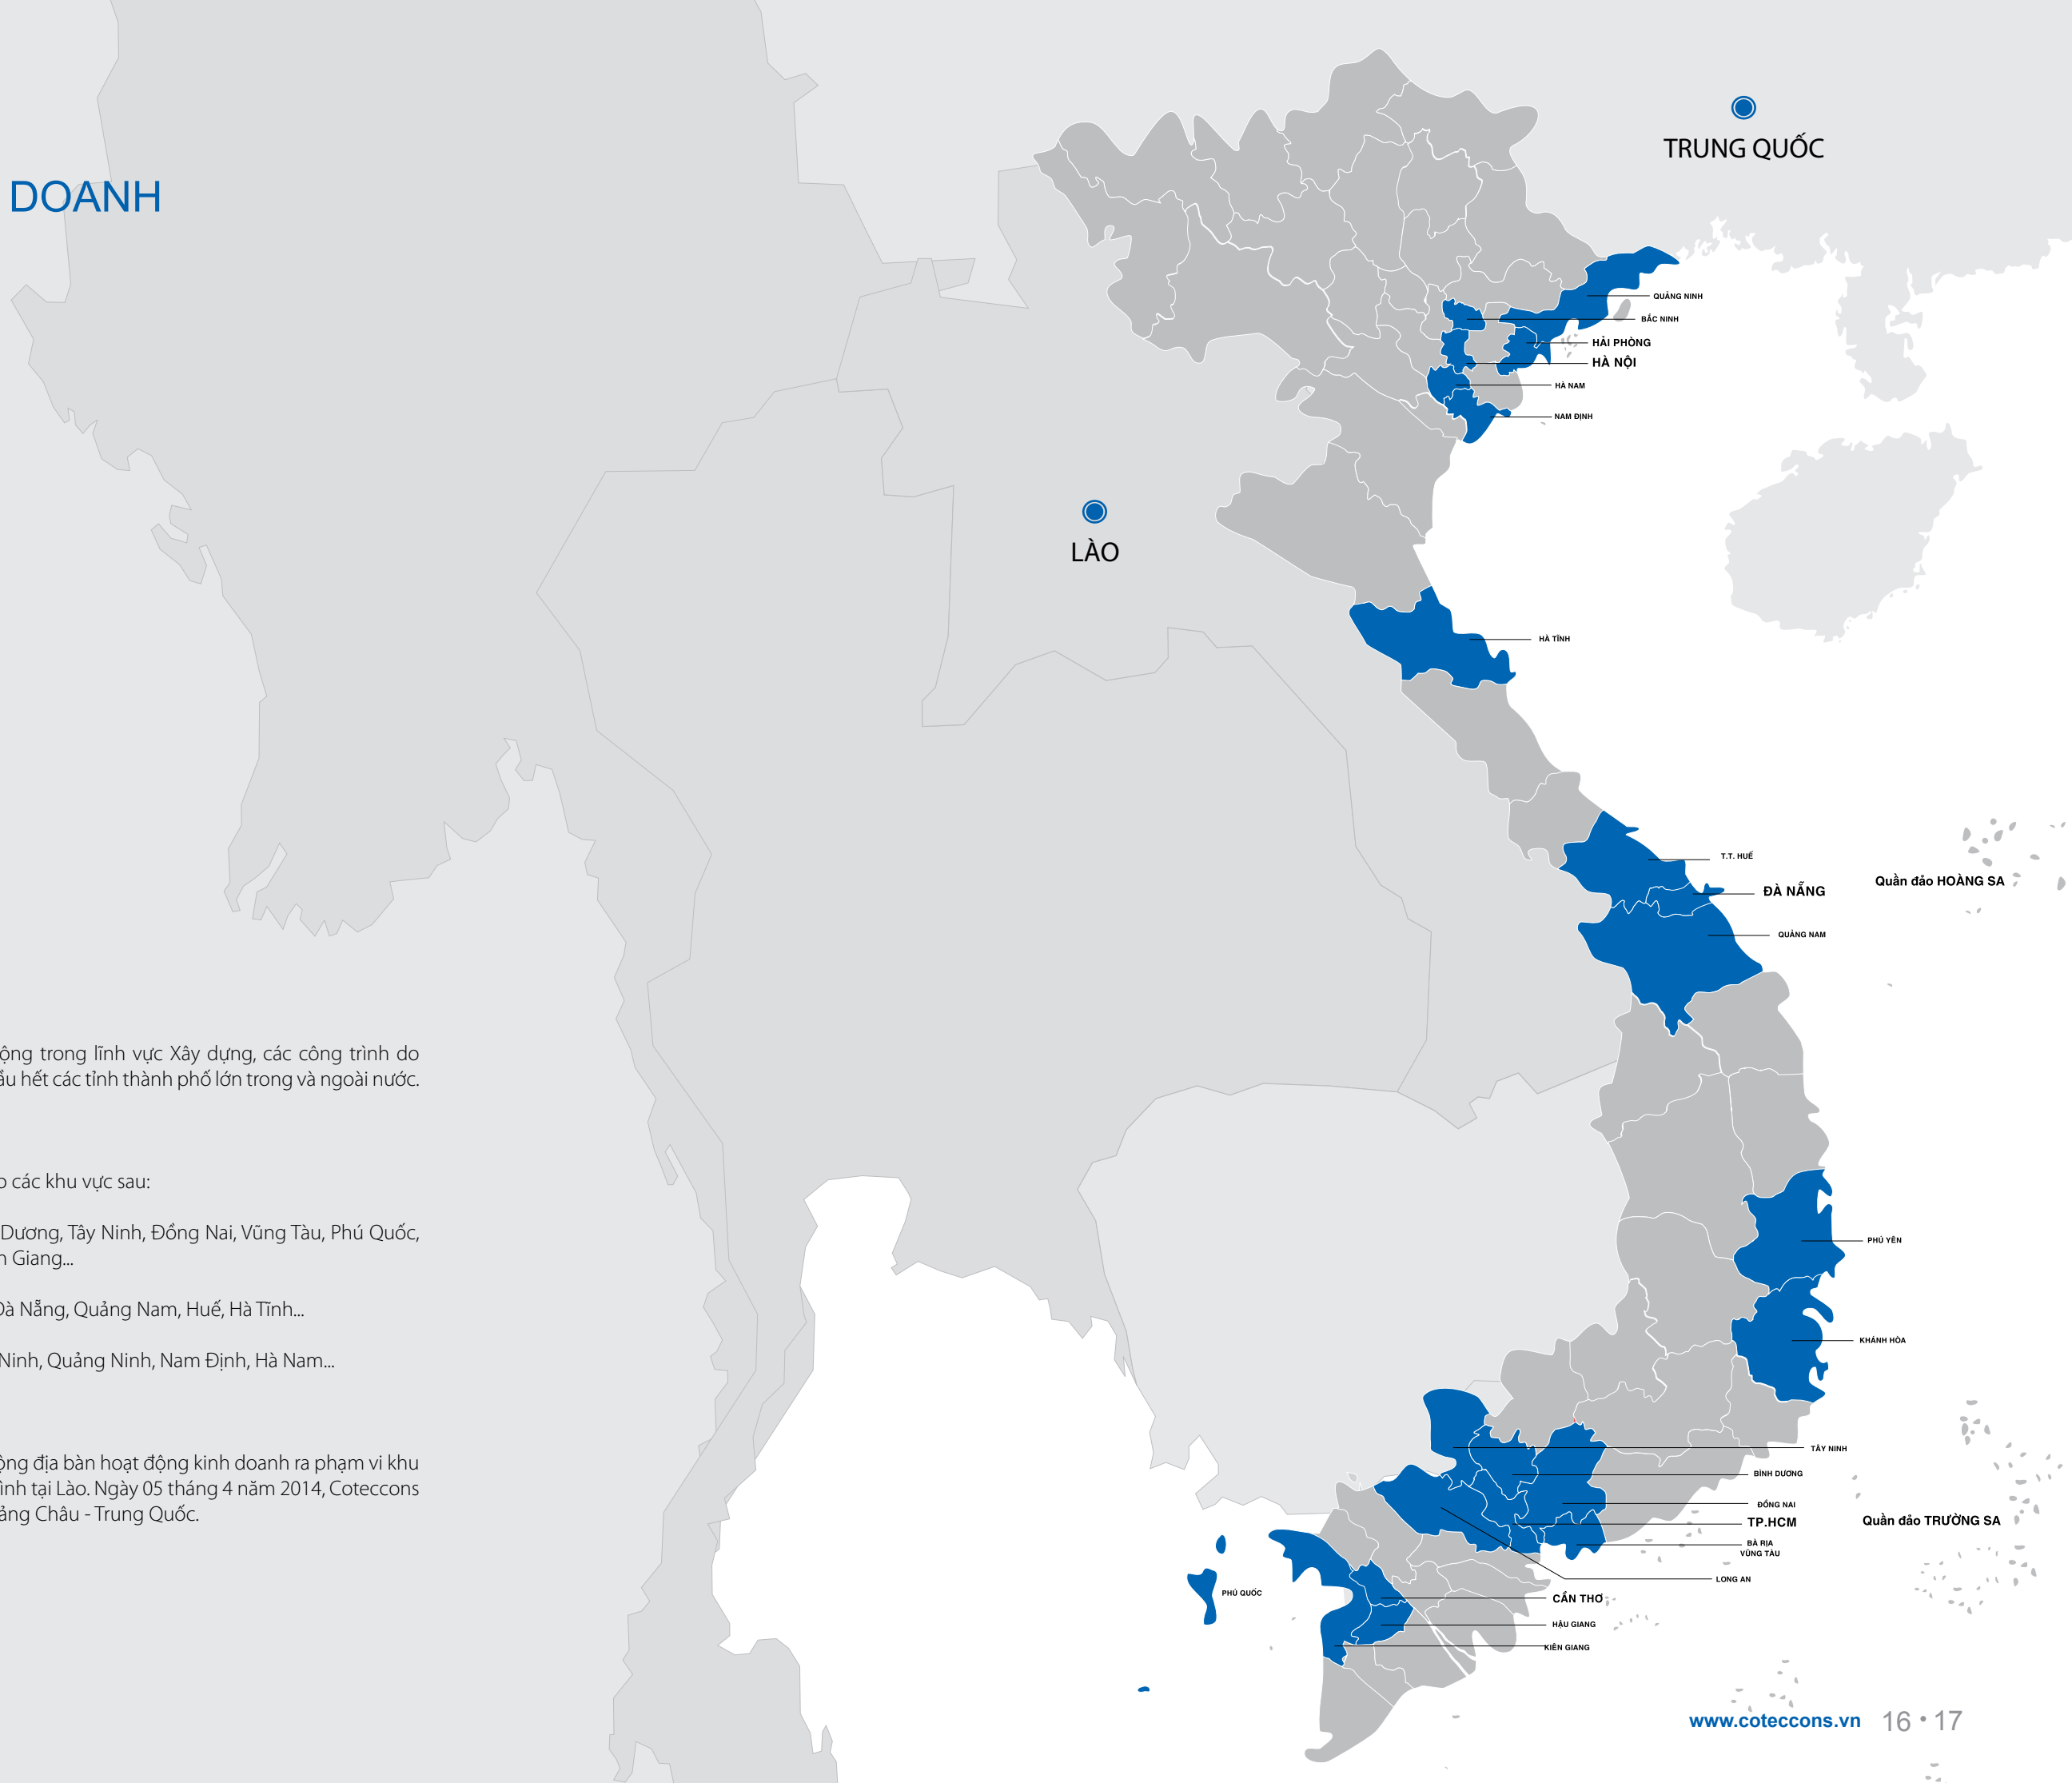 DOANH
ộng trong lĩnh vực Xây dựng, các công trình do
ầu hết các tỉnh thành phố lớn trong và ngoài nước.
o các khu vực sau:
Dương, Tây Ninh, Đồng Nai, Vũng Tàu, Phú Quốc,
n Giang...
Đà Nẵng, Quảng Nam, Huế, Hà Tĩnh...
Ninh, Quảng Ninh, Nam Định, Hà Nam...
ộng địa bàn hoạt động kinh doanh ra phạm vi khu
ình tại Lào. Ngày 05 tháng 4 năm 2014, Coteccons
ảng Châu - Trung Quốc.
TRUNG QUỐC
QUẢNG NINH
BẮC NINH
HẢI PHÒNG
HÀ NỘI
HÀ NAM
NAM ĐỊNH
LÀO
HÀ TĨNH
T.T. HUẾ
ĐÀ NẴNG
Quần đảo HOÀNG SA
QUẢNG NAM
PHÚ YÊN
KHÁNH HÒA
TÂY NINH
BÌNH DƯƠNG
ĐỒNG NAI
TP.HCM
Quần đảo TRƯỜNG SA
BÀ RỊA
VŨNG TÀU
LONG AN
PHÚ QUỐC
CẦN THƠ
HẬU GIANG
KIÊN GIANG
www.coteccons.vn 16 • 17